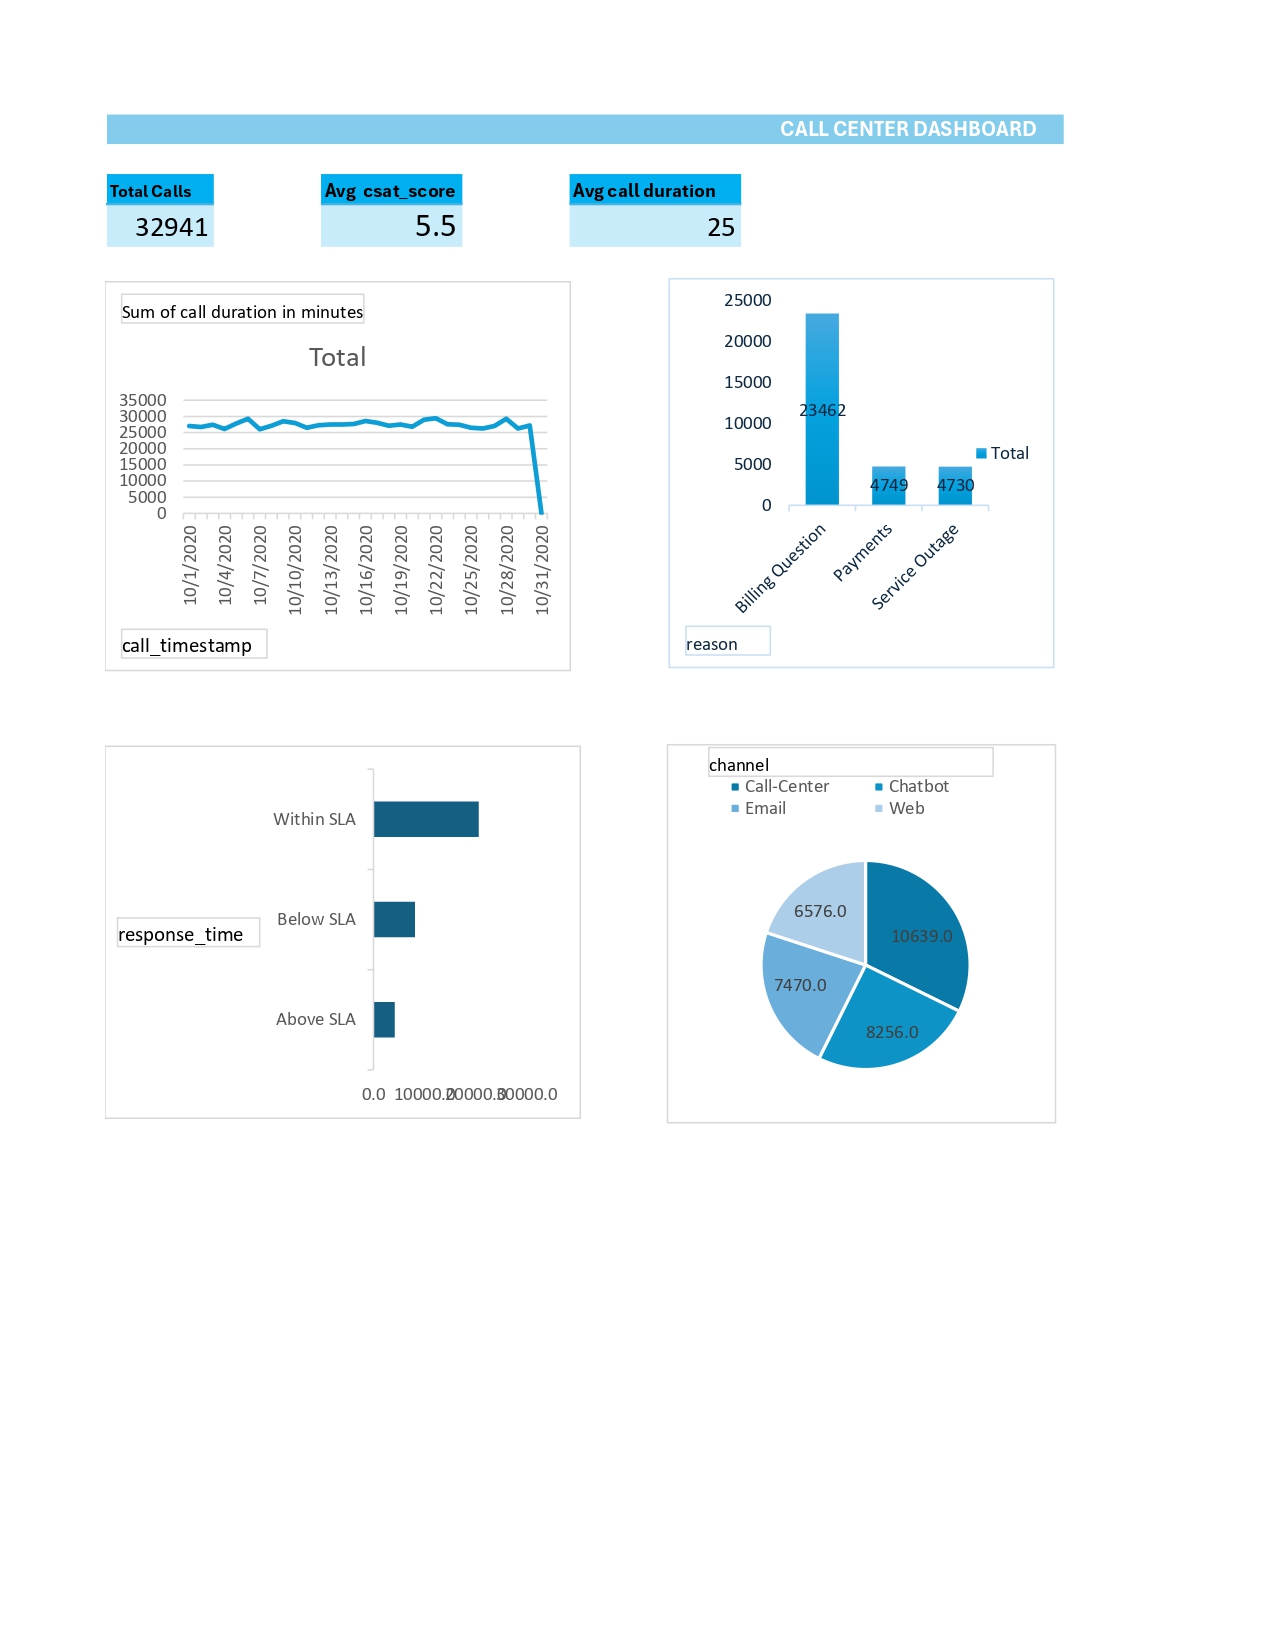 CALL CENTER DASHBOARD
Total Calls
32941
Avg csat_score
5.5
Avg call duration
25
Sum of call duration in minutes
Total
35000
30000
25000
20000
15000
10000
5000
0
10/1/2020
10/4/2020
10/7/2020
10/10/2020
10/13/2020
10/16/2020
10/19/2020
10/22/2020
10/25/2020
10/28/2020
10/31/2020
call_timestamp
25000
20000
15000
10000
5000
0
23462
4749
4730
Total
Billing Question
Payments
Service Outage
reason
Within SLA
Below SLA
Above SLA
response_time
0.0 10000.0 20000.0 30000.0
channel
Call-Center Chatbot
Email Web
6576.0
10639.0
7470.0
8256.0